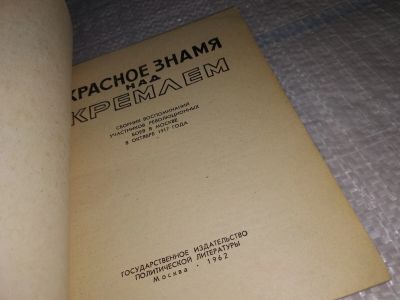 КРАСНОЕ ЗНАМЯ
НАД
КРЕМЛЕМ
СБОРНИК ВОСПОМИНАНИЙ
УЧАСТНИКОВ РЕВОЛЮЦИОННЫХ
БОЕВ В МОСКВЕ
В ОКТЯБРЕ 1917 ГОДА
ГОСУДАРСТВЕННОЕ ИЗДАТЕЛЬСТВО
ПОЛИТИЧЕСКОЙ ЛИТЕРАТУРЫ
Москва • 1962